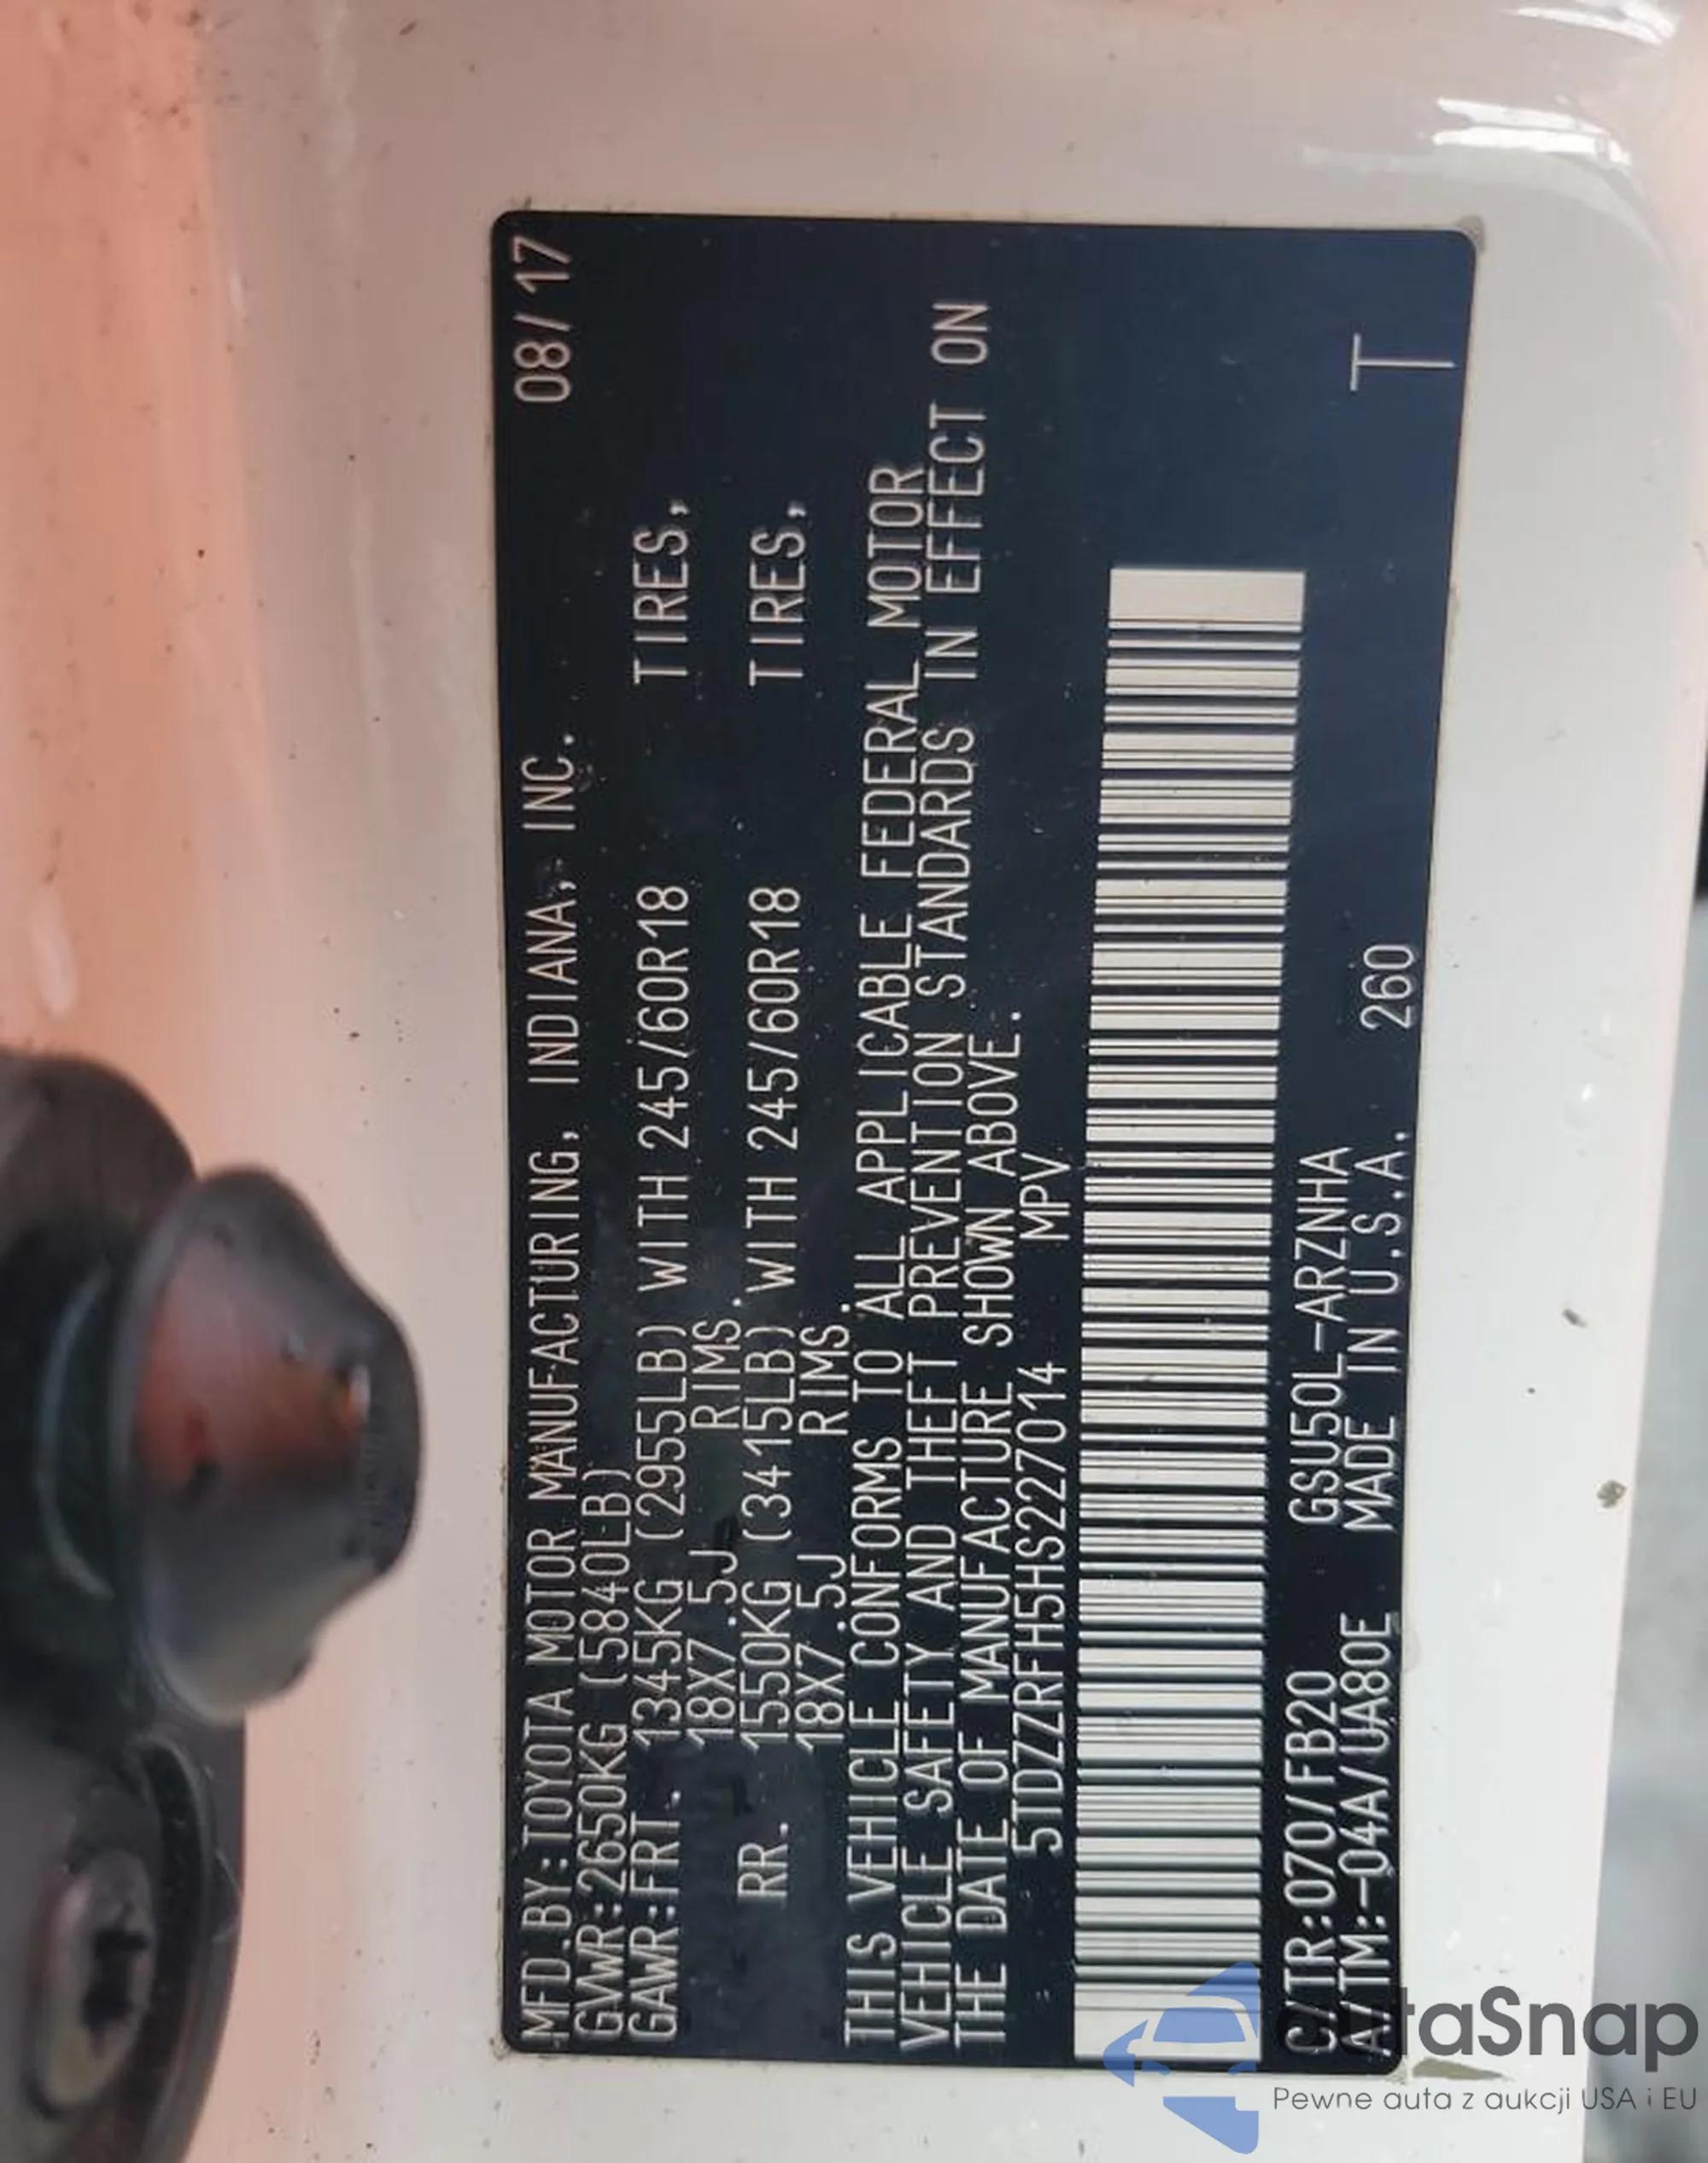 MFD.BY:TOYOTA MOTOR MANUFACTURING, INDIANA, INC. 08/17
GVWR:2650KG (5840LB)
GAWR:FRT. 1345KG (2955LB) WITH 245/60R18 TIRES,
18X7.5J RIMS.
RR. 1550KG (3415LB) WITH 245/60R18 TIRES,
18X7.5J RIMS.
THIS VEHICLE CONFORMS TO ALL APPLICABLE FEDERAL MOTOR
VEHICLE SAFETY AND THEFT PREVENTION STANDARDS IN EFFECT ON
THE DATE OF MANUFACTURE SHOWN ABOVE.
5TDZZRFH5HS227014 MPV
C/TR:070/FB20 GSU50L-ARZNHA
A/TM:-04A/UA80E MADE IN U.S.A. 260 T
utaSnap
Pewne auta z aukcji USA i EU